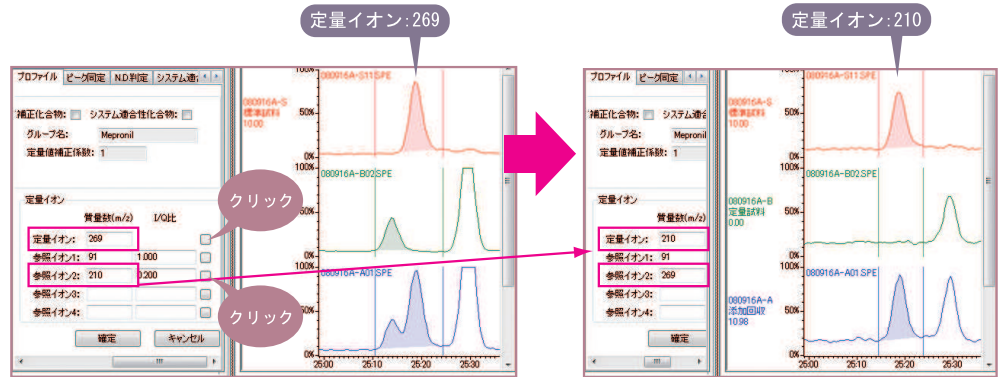 定量イオン:269
定量イオン:210
プロファイル ピーク同定 N.D.判定 システム適
補正化合物: システム適合性化合物:
グループ名: Mepronil
定量値補正係数: 1
定量イオン
質量数(m/z) I/Q比
定量イオン: 269
参照イオン1: 91 1.000
参照イオン2: 210 0.200
参照イオン3:
参照イオン4:
確定 キャンセル
クリック
クリック
080916A-S
標準試料
10.00
100%
080916A-S11 SPE
50%
0%
100%
080916A-B02 SPE
50%
0%
100%
080916A-A01 SPE
50%
0%
25:00 25:10 25:20 25:30
プロファイル ピーク同定
補正化合物: システム適
グループ名: Mepronil
定量値補正係数: 1
定量イオン
質量数(m/z)
定量イオン: 210
参照イオン1: 91
参照イオン2: 269
参照イオン3:
参照イオン4:
確定
080916A-S
標準試料
10.00
100%
080916A-S11 SPE
50%
0%
080916A-B
定量試料
0.00
100%
080916A-B02 SPE
50%
0%
080916A-A
添加回収
10.98
100%
080916A-A01 SPE
50%
0%
25:00 25:10 25:20 25:30